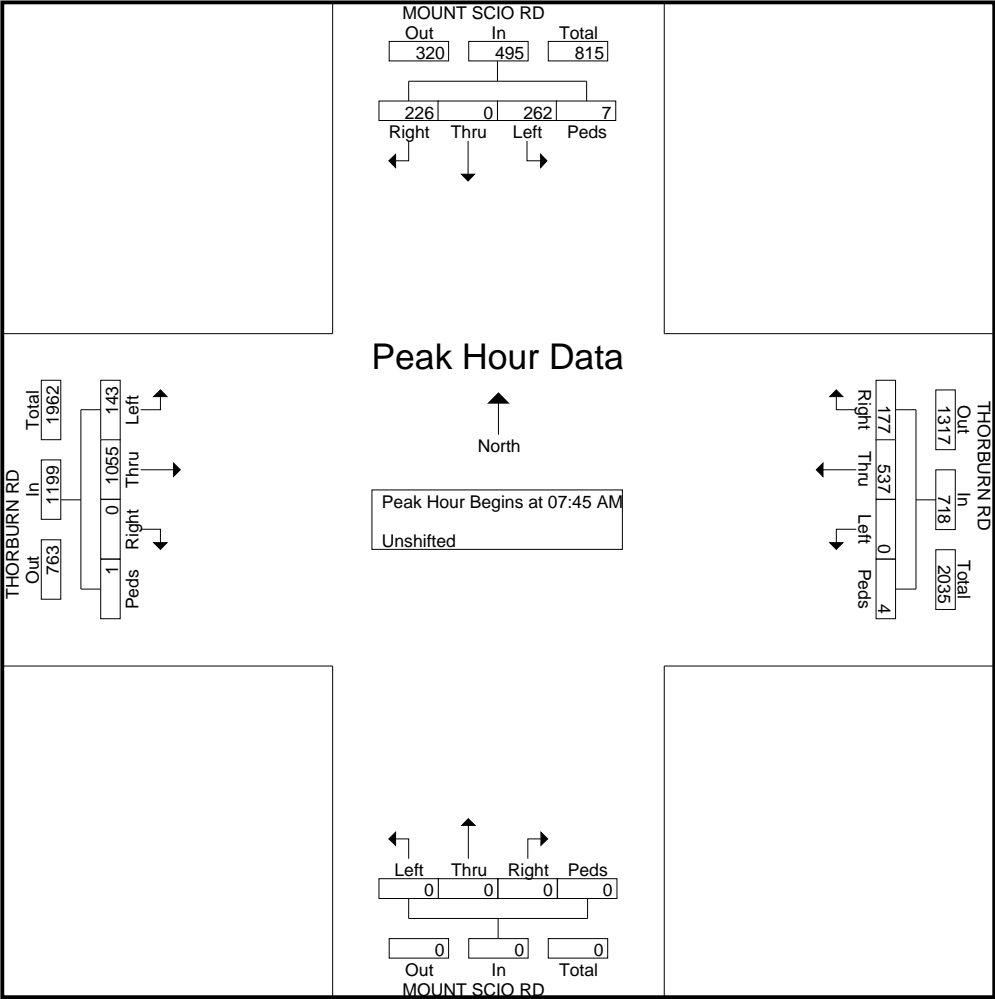 MOUNT SCIO RD
Out In Total
320 495 815
226 0 262 7
Right Thru Left Peds
Peak Hour Data
North
Peak Hour Begins at 07:45 AM
Unshifted
THORBURN RD
Out In Total
763 1199 1962
1 0 1055 143
Peds Right Thru Left
THORBURN RD
Out In Total
1317 718 2035
177 537 0 4
Right Thru Left Peds
Left Thru Right Peds
0 0 0 0
0 0 0
Out In Total
MOUNT SCIO RD